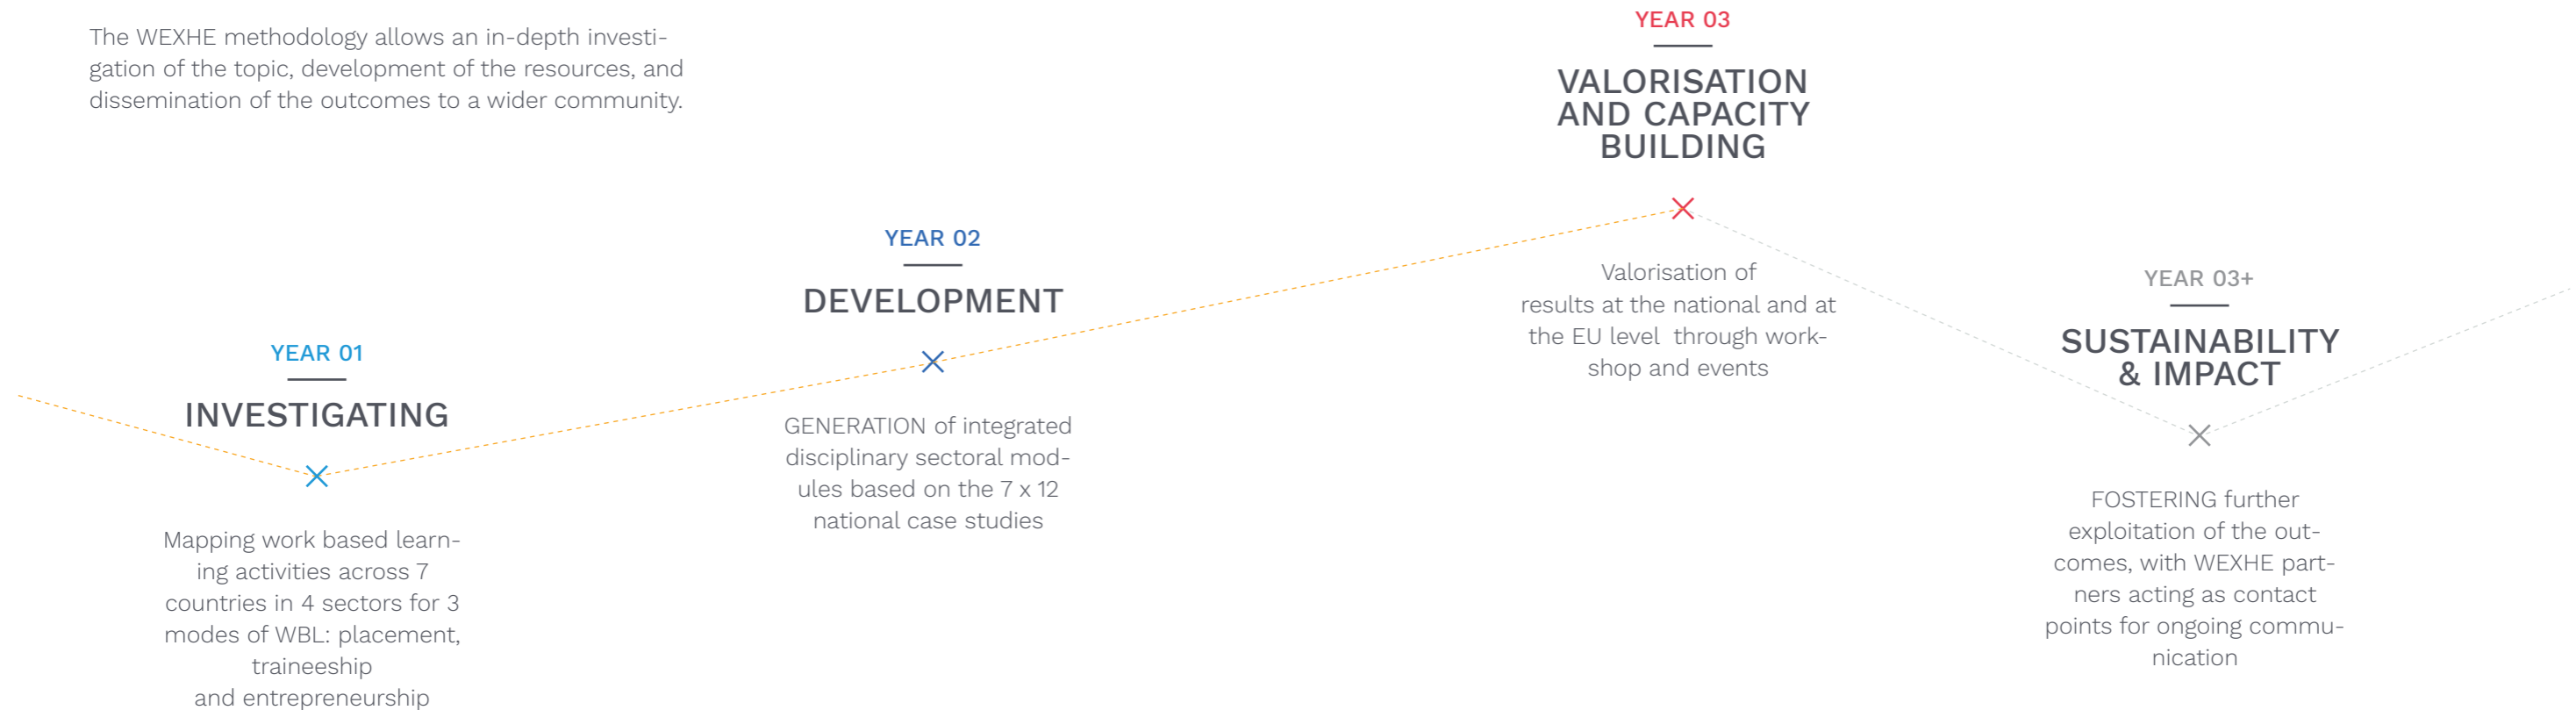 The WEXHE methodology allows an in-depth investi-
gation of the topic, development of the resources, and
dissemination of the outcomes to a wider community.
YEAR 01
INVESTIGATING
Mapping work based learn-
ing activities across 7
countries in 4 sectors for 3
modes of WBL: placement,
traineeship
and entrepreneurship
YEAR 02
DEVELOPMENT
GENERATION of integrated
disciplinary sectoral mod-
ules based on the 7 x 12
national case studies
YEAR 03
VALORISATION
AND CAPACITY
BUILDING
Valorisation of
results at the national and at
the EU level through work-
shop and events
YEAR 03+
SUSTAINABILITY
& IMPACT
FOSTERING further
exploitation of the out-
comes, with WEXHE part-
ners acting as contact
points for ongoing commu-
nication